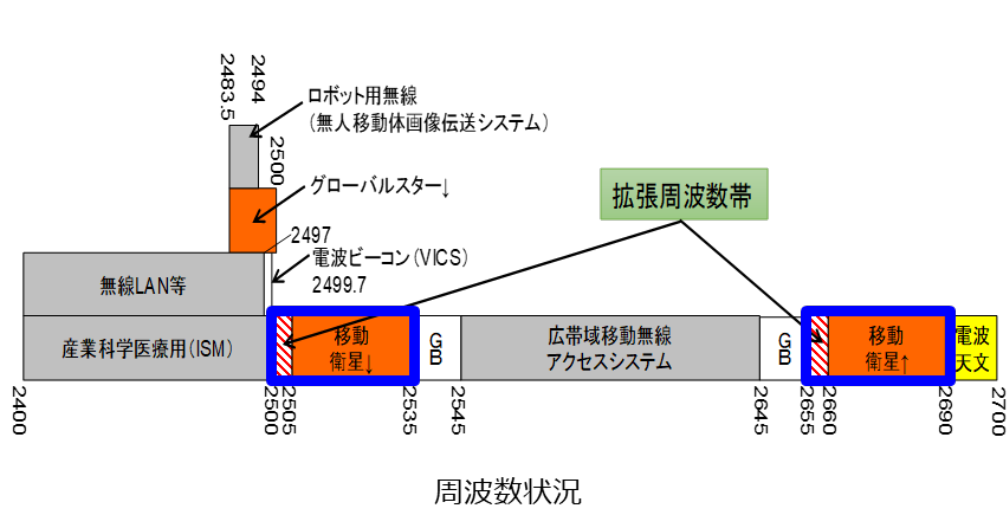 2483.5
2494
ロボット用無線
（無人移動体画像伝送システム）
2500
グローバルスター↓
拡張周波数帯
2497
電波ビーコン（VICS）
2499.7
無線LAN等
産業科学医療用（ISM）
移動
衛星↓
GB
広帯域移動無線
アクセスシステム
GB
移動
衛星↑
電波
天文
2400
2500
2505
2535
2545
2645
2655
2660
2690
2700
周波数状況